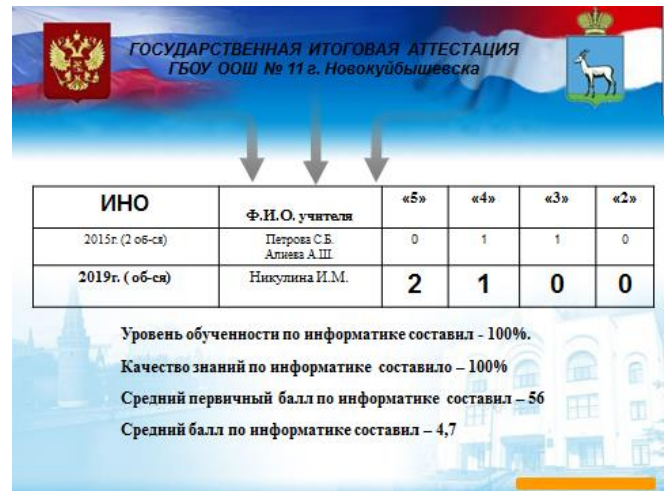 ГОСУДАРСТВЕННАЯ ИТОГОВАЯ АТТЕСТАЦИЯ
ГБОУ ООШ № 11 г. Новокуйбышевска
ИНО Ф.И.О. учителя «5» «4» «3» «2»
2015г. (2 об-ся) Петрова С.Б. 0 1 1 0
Алиева А.Ш.
2019г. ( об-ся) Никулина И.М. 2 1 0 0
Уровень обученности по информатике составил - 100%.
Качество знаний по информатике составило – 100%
Средний первичный балл по информатике составил – 56
Средний балл по информатике составил – 4,7